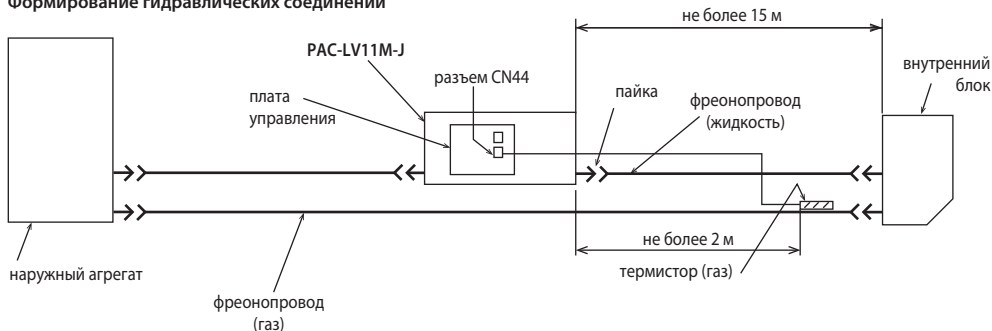 Формирование гидравлических соединений
не более 15 м
PAC-LV11M-J
разъем CN44
плата
управления
пайка
фреонопровод
(жидкость)
внутренний
блок
не более 2 м
термистор (газ)
наружный агрегат
фреонопровод
(газ)